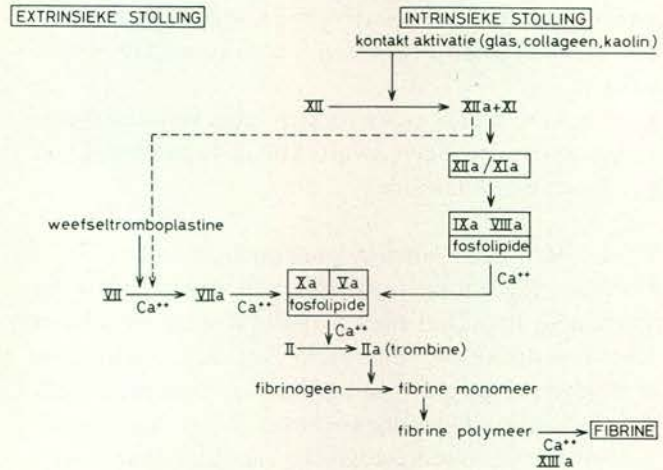 EXTRINSIEKE STOLLING
INTRINSIEKE STOLLING
kontakt aktivatie (glas, collageen, kaolin)
XII
XIIa+XI
XIIa/XIa
weefseltromboplastine
IXa VIIIa
fosfolipide
Ca⁺⁺
VII
Ca⁺⁺
VIIa
Ca⁺⁺
Xa Va
fosfolipide
Ca⁺⁺
II
IIa (trombine)
fibrinogeen
fibrine monomeer
fibrine polymeer
Ca⁺⁺
XIIIa
FIBRINE